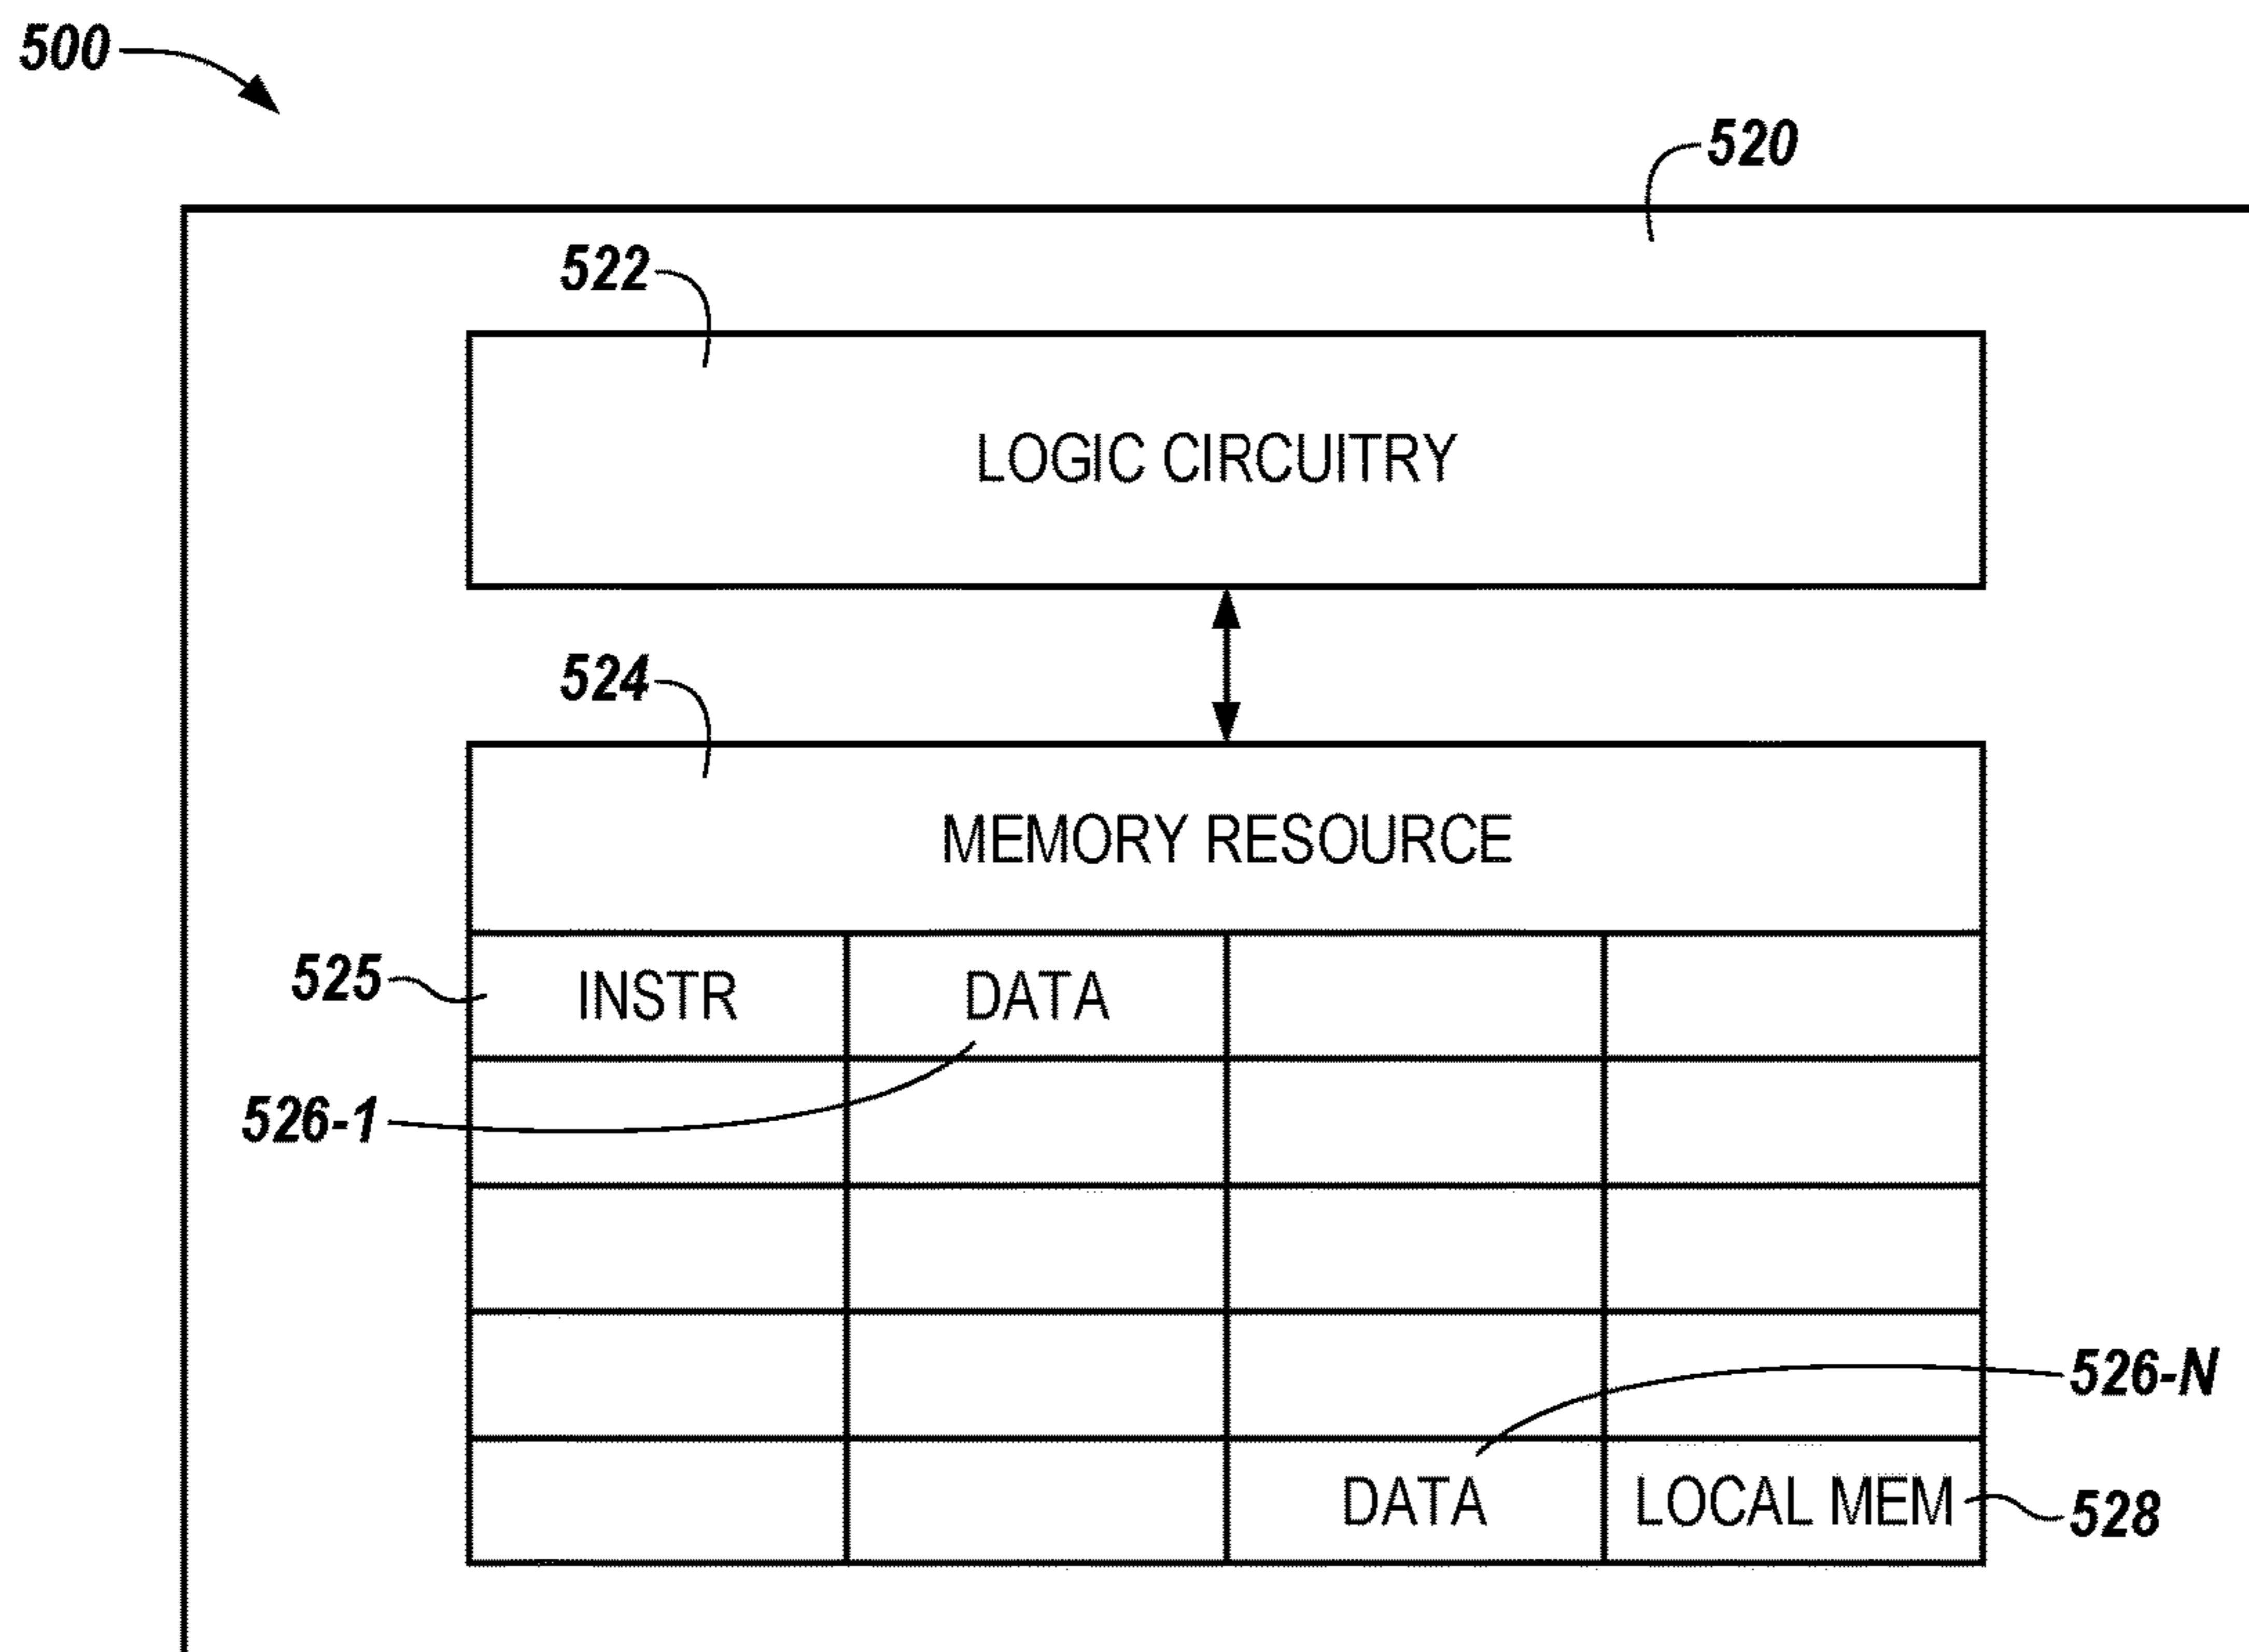 500
520
522
LOGIC CIRCUITRY
524
MEMORY RESOURCE
525
INSTR
DATA
526-1
526-N
DATA
LOCAL MEM
528